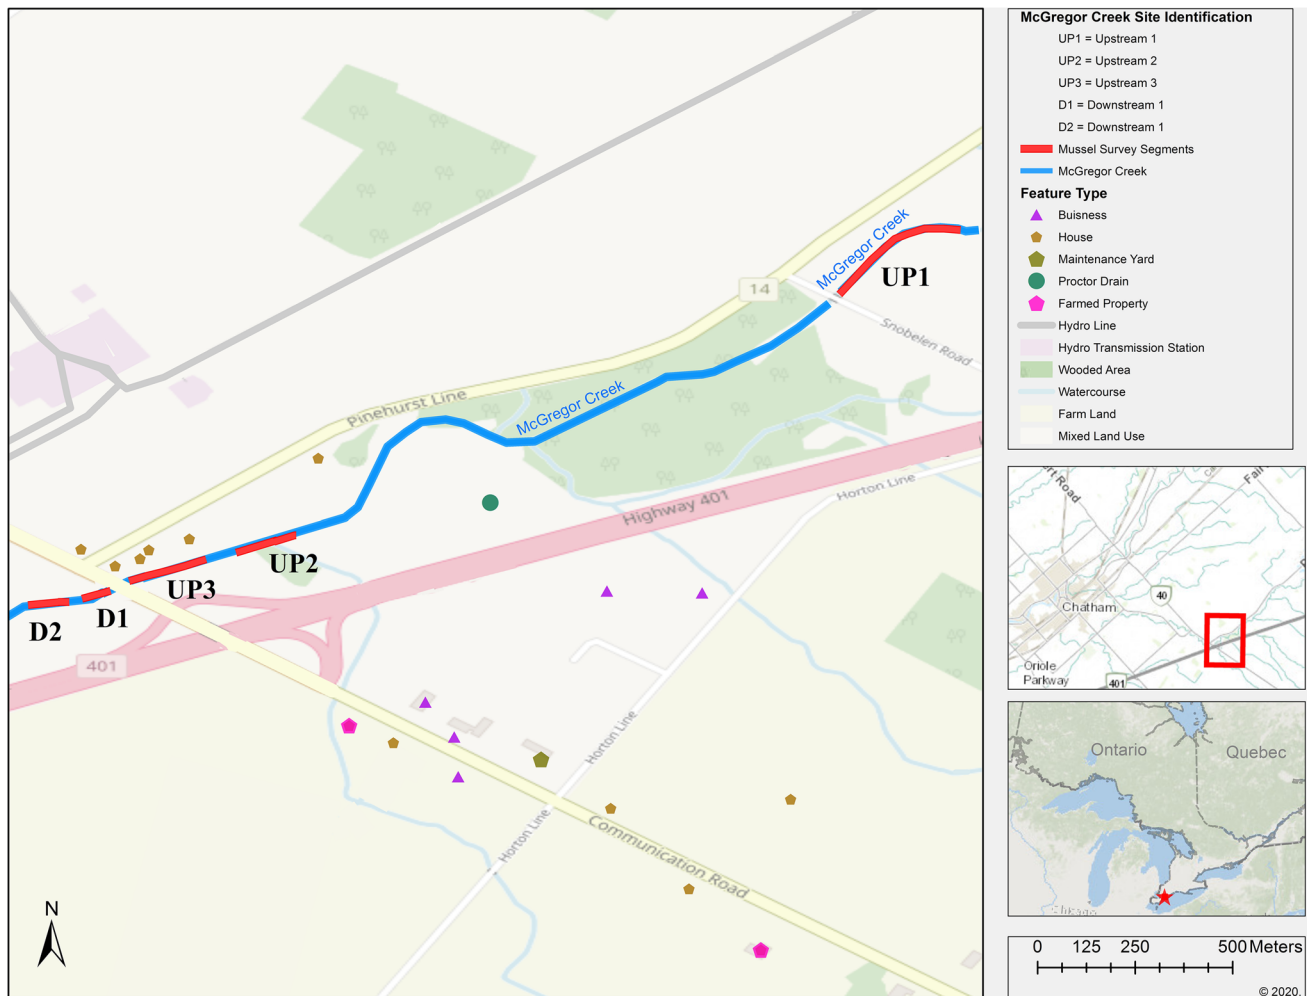 McGregor Creek
UP1
14
Snobelen Road
Pinehurst Line
McGregor Creek
Highway 401
Horton Line
UP2
UP3
D1
D2
401
Horton Line
Horton Line
Communication Road
N
McGregor Creek Site Identification
UP1 = Upstream 1
UP2 = Upstream 2
UP3 = Upstream 3
D1 = Downstream 1
D2 = Downstream 1
Mussel Survey Segments
McGregor Creek
Feature Type
Buisness
House
Maintenance Yard
Proctor Drain
Farmed Property
Hydro Line
Hydro Transmission Station
Wooded Area
Watercourse
Farm Land
Mixed Land Use
Road
Chatham
40
Oriole
Parkway
401
Ontario
Quebec
Chicago
0 125 250 500 Meters
© 2020.